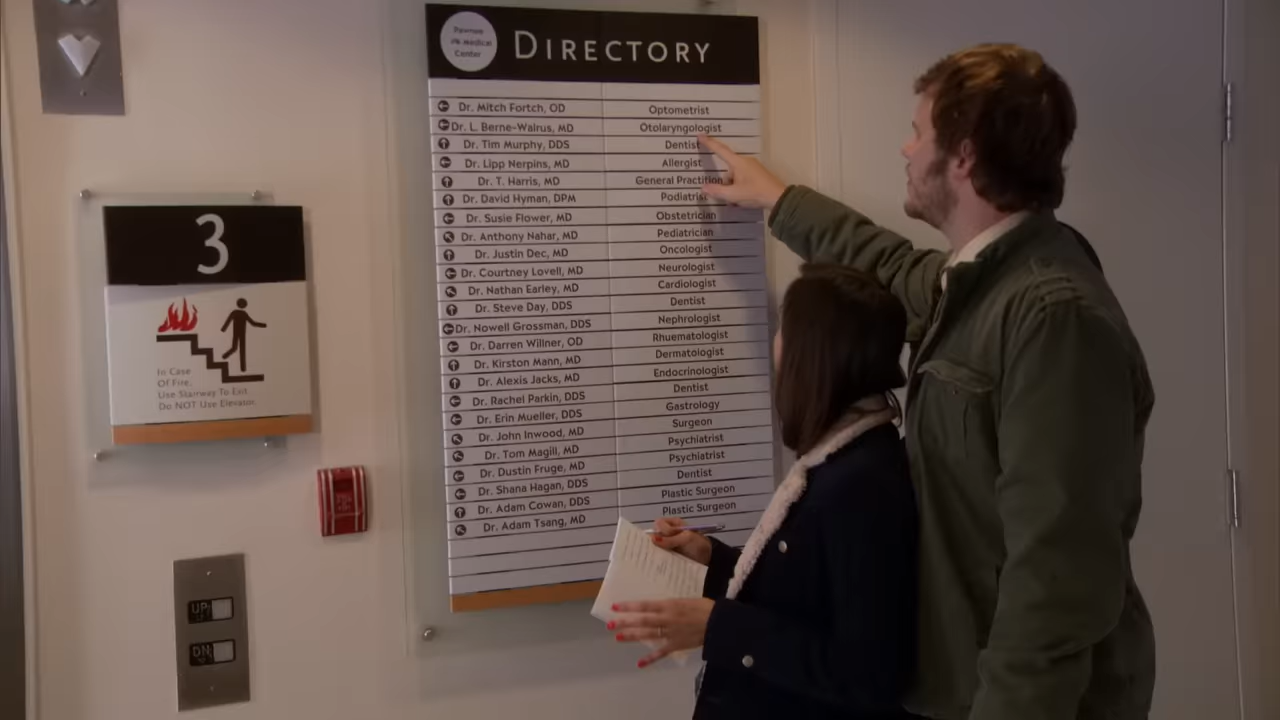 Pawnee
Medical
Center
DIRECTORY
Dr. Mitch Fortch, OD Optometrist
Dr. L. Berne-Walrus, MD Otolaryngologist
Dr. Tim Murphy, DDS Dentist
Dr. Lipp Nerpins, MD Allergist
Dr. T. Harris, MD General Practition
Dr. David Hyman, DPM Podiatrist
Dr. Susie Flower, MD Obstetrician
Dr. Anthony Nahar, MD Pediatrician
Dr. Justin Dec, MD Oncologist
Dr. Courtney Lovell, MD Neurologist
Dr. Nathan Earley, MD Cardiologist
Dr. Steve Day, DDS Dentist
Dr. Nowell Grossman, DDS Nephrologist
Dr. Darren Willner, OD Rhuematologist
Dr. Kirston Mann, MD Dermatologist
Dr. Alexis Jacks, MD Endocrinologist
Dr. Rachel Parkin, DDS Dentist
Dr. Erin Mueller, DDS Gastrology
Dr. John Inwood, MD Surgeon
Dr. Tom Magill, MD Psychiatrist
Dr. Dustin Fruge, MD Psychiatrist
Dr. Shana Hagan, DDS Dentist
Dr. Adam Cowan, DDS Plastic Surgeon
Dr. Adam Tsang, MD Plastic Surgeon
3
In Case
Of Fire,
Use Stairway To Exit
Do NOT Use Elevator
UP
DN